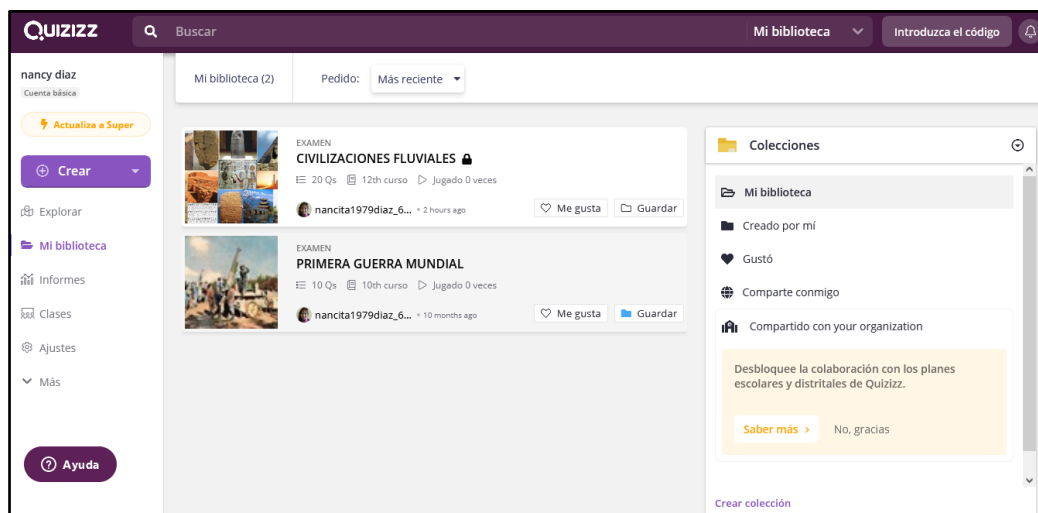 QUIZIZZ
Buscar
Mi biblioteca
Introduzca el código
nancy diaz
Cuenta básica
Actualiza a Super
Crear
Explorar
Mi biblioteca
Informes
Clases
Ajustes
Más
Ayuda
Mi biblioteca (2)
Pedido:
Más reciente
EXAMEN
CIVILIZACIONES FLUVIALES
20 Qs 12th curso Jugado 0 veces
nancita1979diaz_6... • 2 hours ago
Me gusta
Guardar
EXAMEN
PRIMERA GUERRA MUNDIAL
10 Qs 10th curso Jugado 0 veces
nancita1979diaz_6... • 10 months ago
Me gusta
Guardar
Colecciones
Mi biblioteca
Creado por mí
Gustó
Comparte conmigo
Compartido con your organization
Desbloquee la colaboración con los planes
escolares y distritales de Quizizz.
Saber más >
No, gracias
Crear colección